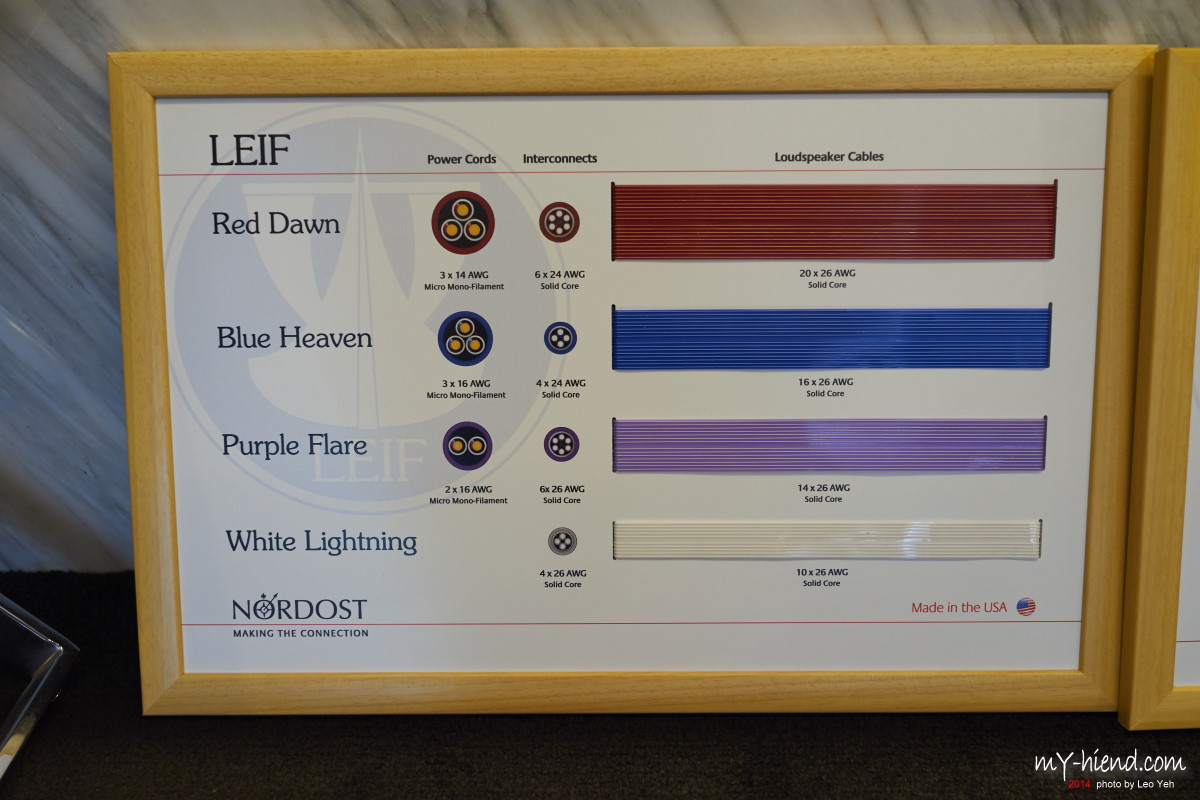 LEIF
Power Cords Interconnects Loudspeaker Cables
Red Dawn
3 x 14 AWG
Micro Mono-Filament
6 x 24 AWG
Solid Core
20 x 26 AWG
Solid Core
Blue Heaven
3 x 16 AWG
Micro Mono-Filament
4 x 24 AWG
Solid Core
16 x 26 AWG
Solid Core
Purple Flare
LEIF
2 x 16 AWG
Micro Mono-Filament
6x 26 AWG
Solid Core
14 x 26 AWG
Solid Core
White Lightning
4 x 26 AWG
Solid Core
10 x 26 AWG
Solid Core
NORDOST
MAKING THE CONNECTION
Made in the USA
mY-hiend.com
2014 photo by Leo Yeh